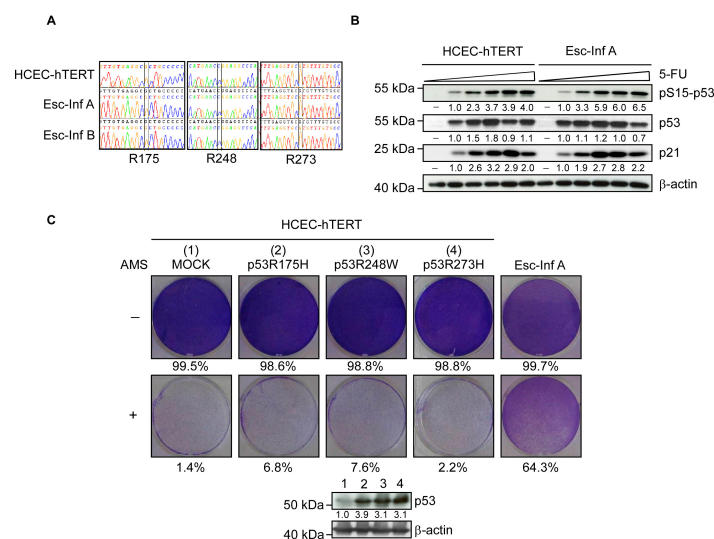 A
HCEC-hTERT
Esc-Inf A
Esc-Inf B
R175 R248 R273
B
HCEC-hTERT Esc-Inf A
5-FU
55 kDa pS15-p53
– 1.0 2.3 3.7 3.9 4.0 – 1.0 3.3 5.9 6.0 6.5
55 kDa p53
– 1.0 1.5 1.8 0.9 1.1 – 1.0 1.1 1.2 1.0 0.7
25 kDa p21
– 1.0 2.6 3.2 2.9 2.0 – 1.0 1.9 2.7 2.8 2.2
40 kDa β-actin
C
HCEC-hTERT
(1) (2) (3) (4)
AMS MOCK p53R175H p53R248W p53R273H Esc-Inf A
–
99.5% 98.6% 98.8% 98.8% 99.7%
+
1.4% 6.8% 7.6% 2.2% 64.3%
1 2 3 4
50 kDa p53
1.0 3.9 3.1 3.1
40 kDa β-actin